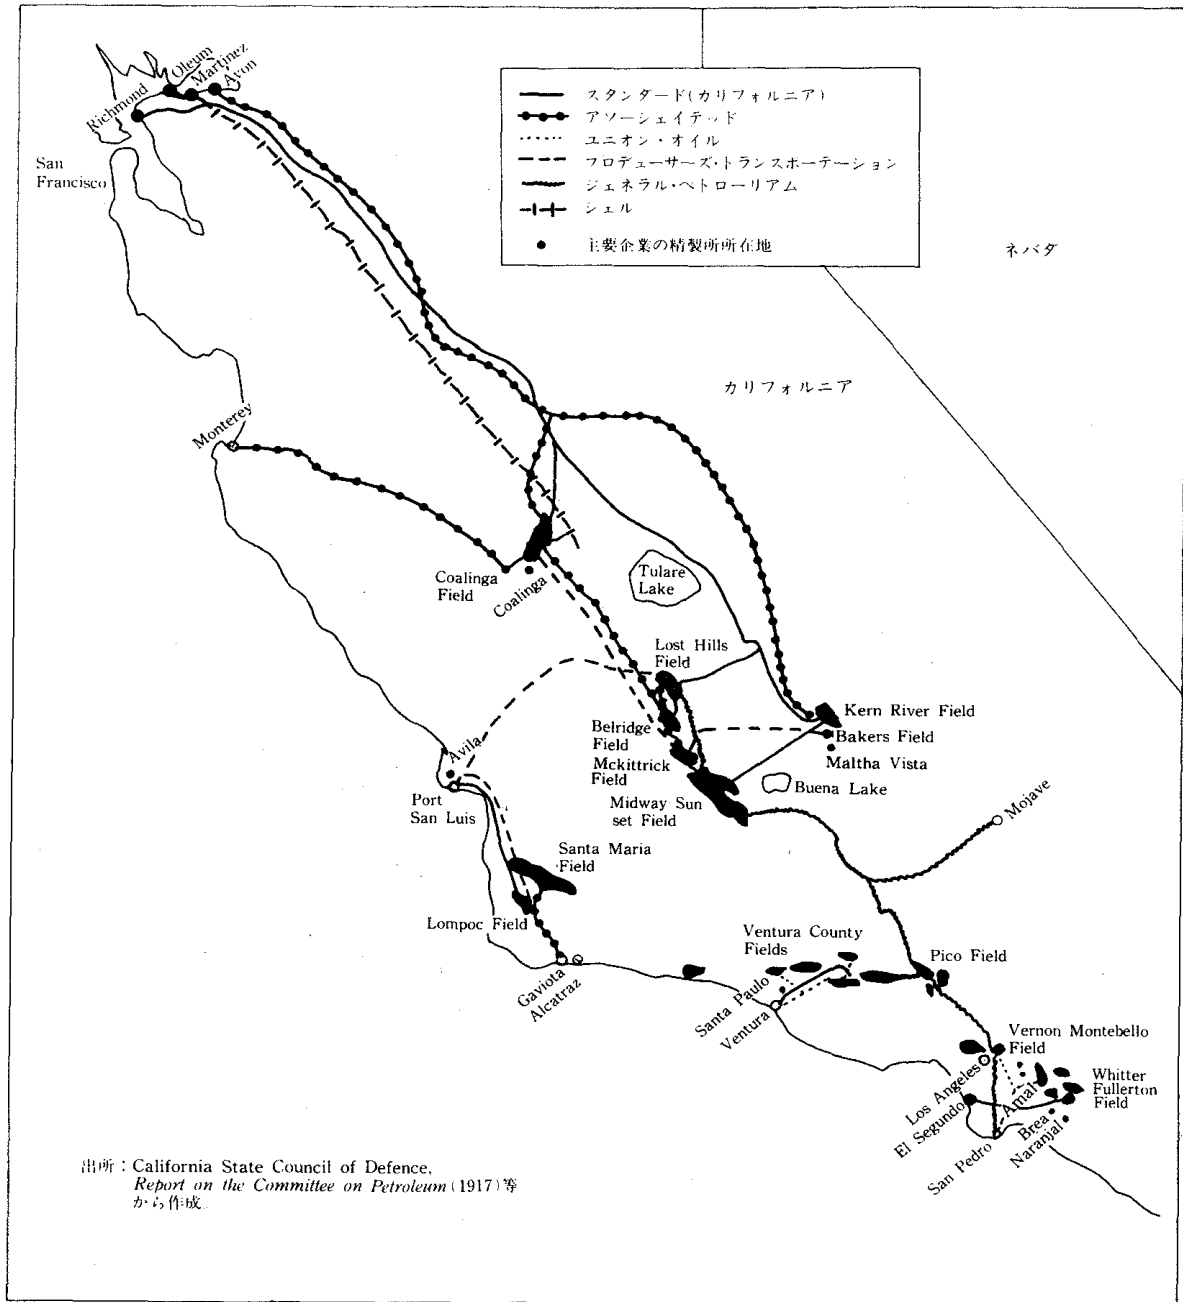 Oleum
Martinez
Avon
Richmond
San
Francisco
スタンダード(カリフォルニア)
アソーシェイテッド
ユニオン・オイル
プロデューサーズ・トランスポーテーション
ジェネラル・ペトローリアム
シェル
主要企業の精製所所在地
ネバダ
カリフォルニア
Monterey
Coalinga
Field
Coalinga
Tulare
Lake
Lost Hills
Field
Kern River Field
Belridge
Field
Bakers Field
Mckittrick
Field
Maltha Vista
Avila
Buena Lake
Port
San Luis
Midway Sun
set Field
Mojave
Santa Maria
Field
Lompoc Field
Ventura County
Fields
Pico Field
Gaviota
Alcatraz
Santa Paulo
Ventura
Vernon Montebello
Field
Los Angeles
El Segundo
Amal
Whitter
Fullerton
Field
San Pedro
Brea
Naranjal
出所：California State Council of Defence,
Report on the Committee on Petroleum (1917) 等
から作成.